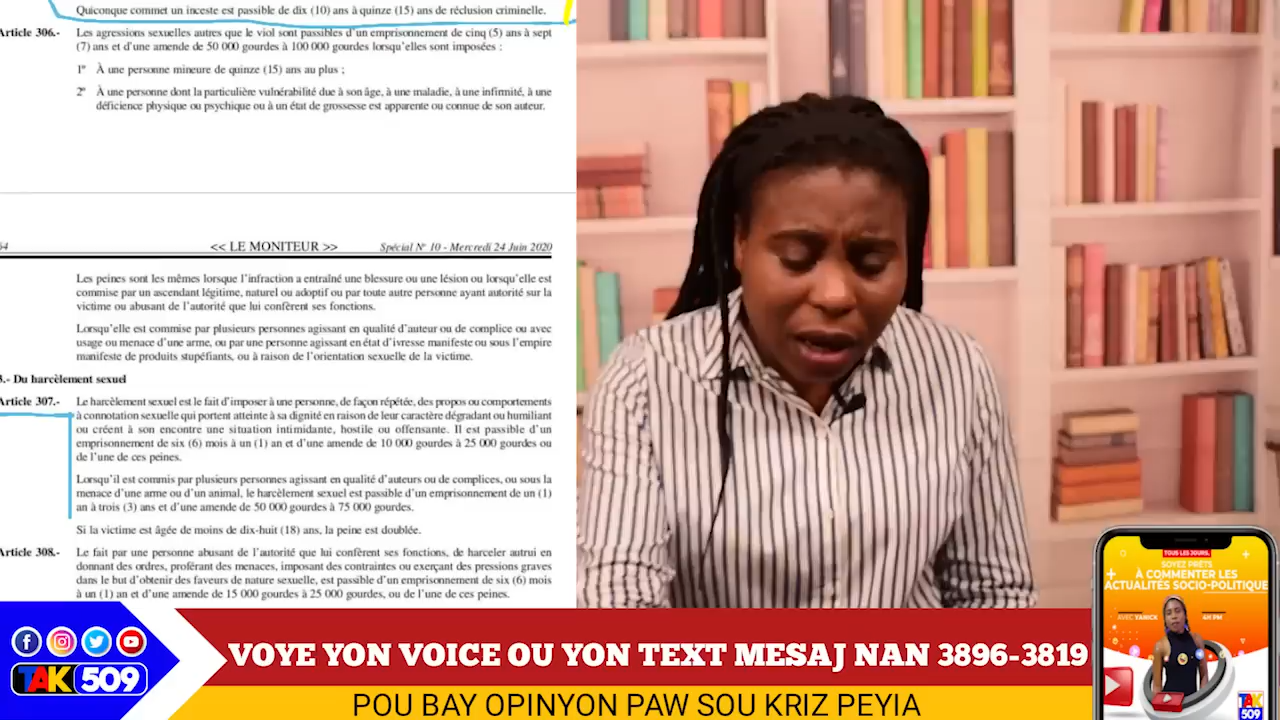 Quiconque commet un inceste est passible de dix (10) ans à quinze (15) ans de réclusion criminelle.
Article 306.- Les agressions sexuelles autres que le viol sont passibles d'un emprisonnement de cinq (5) ans à sept
(7) ans et d'une amende de 50 000 gourdes à 100 000 gourdes lorsqu'elles sont imposées :
1º À une personne mineure de quinze (15) ans au plus ;
2º À une personne dont la particulière vulnérabilité due à son âge, à une maladie, à une infirmité, à une
déficience physique ou psychique ou à un état de grossesse est apparente ou connue de son auteur.
64 << LE MONITEUR >> Spécial Nº 10 - Mercredi 24 Juin 2020
Les peines sont les mêmes lorsque l'infraction a entraîné une blessure ou une lésion ou lorsqu'elle est
commise par un ascendant légitime, naturel ou adoptif ou par toute autre personne ayant autorité sur la
victime ou abusant de l'autorité que lui confèrent ses fonctions.
Lorsqu'elle est commise par plusieurs personnes agissant en qualité d'auteur ou de complice ou avec
usage ou menace d'une arme, ou par une personne agissant en état d'ivresse manifeste ou sous l'empire
manifeste de produits stupéfiants, ou à raison de l'orientation sexuelle de la victime.
3.- Du harcèlement sexuel
Article 307.- Le harcèlement sexuel est le fait d'imposer à une personne, de façon répétée, des propos ou comportements
à connotation sexuelle qui portent atteinte à sa dignité en raison de leur caractère dégradant ou humiliant
ou créent à son encontre une situation intimidante, hostile ou offensante. Il est passible d'un
emprisonnement de six (6) mois à un (1) an et d'une amende de 10 000 gourdes à 25 000 gourdes ou
de l'une de ces peines.
Lorsqu'il est commis par plusieurs personnes agissant en qualité d'auteurs ou de complices, ou sous la
menace d'une arme ou d'un animal, le harcèlement sexuel est passible d'un emprisonnement de un (1)
an à trois (3) ans et d'une amende de 50 000 gourdes à 75 000 gourdes.
Si la victime est âgée de moins de dix-huit (18) ans, la peine est doublée.
Article 308.- Le fait par une personne abusant de l'autorité que lui confèrent ses fonctions, de harceler autrui en
donnant des ordres, proférant des menaces, imposant des contraintes ou exerçant des pressions graves
dans le but d'obtenir des faveurs de nature sexuelle, est passible d'un emprisonnement de six (6) mois
à un (1) an et d'une amende de 15 000 gourdes à 25 000 gourdes, ou de l'une de ces peines.
TAK 509
VOYE YON VOICE OU YON TEXT MESAJ NAN 3896-3819
POU BAY OPINYON PAW SOU KRIZ PEYIA
TOUS LES JOURS,
SOYEZ PRÊTS
À COMMENTER LES
ACTUALITÉS SOCIO-POLITIQUE
AVEC YANICK 6H PM
TAK
509